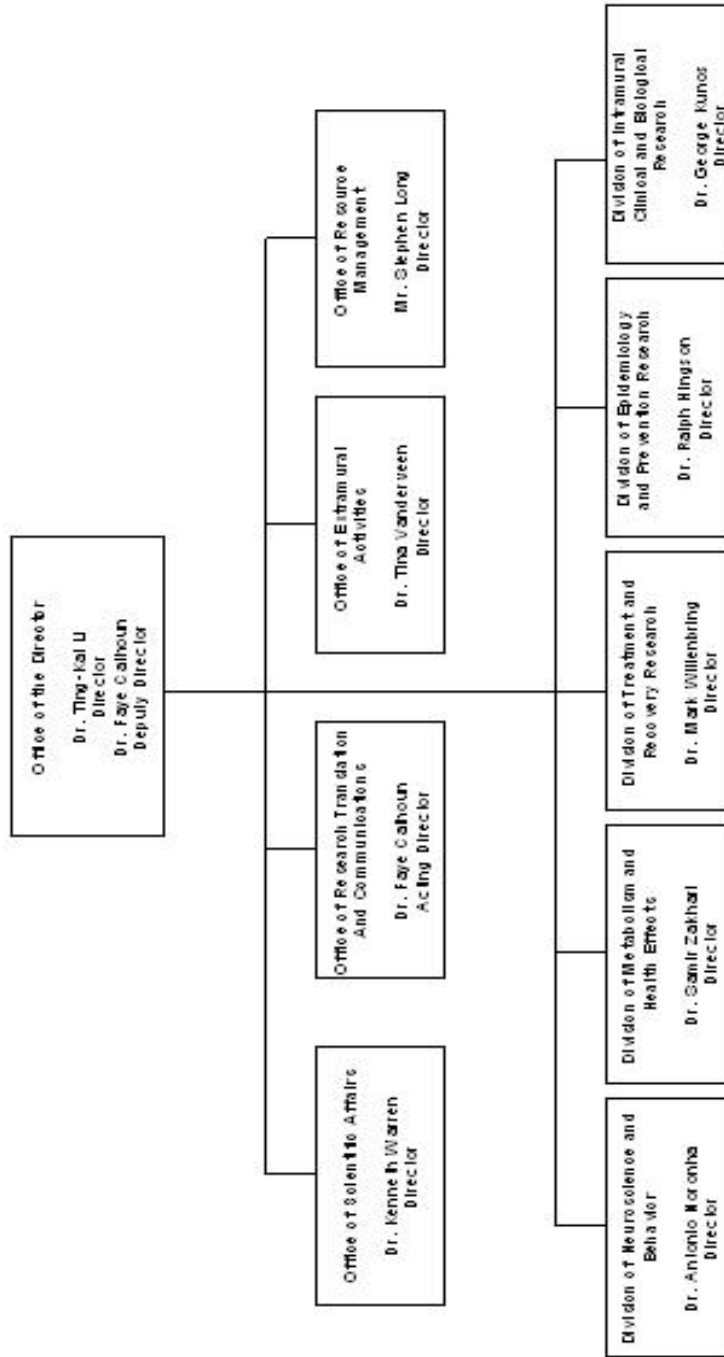 Office of the Director
Dr. Ting-Kai Li
Director
Dr. Faye Calhoun
Deputy Director
Office of Scientific Affairs
Dr. Kenneth Warren
Director
Office of Research Translation
And Communications
Dr. Faye Calhoun
Acting Director
Office of Extramural
Activities
Dr. Tina Vanderveen
Director
Office of Resource
Management
Mr. Stephen Long
Director
Division of Neuroscience and
Behavior
Dr. Antonio Noronha
Director
Division of Metabolism and
Health Effects
Dr. Samir Zakhari
Director
Division of Treatment and
Recovery Research
Dr. Mark Willenbring
Director
Division of Epidemiology
and Prevention Research
Dr. Ralph Hingson
Director
Division of Intramural
Clinical and Biological
Research
Dr. George Kunos
Director